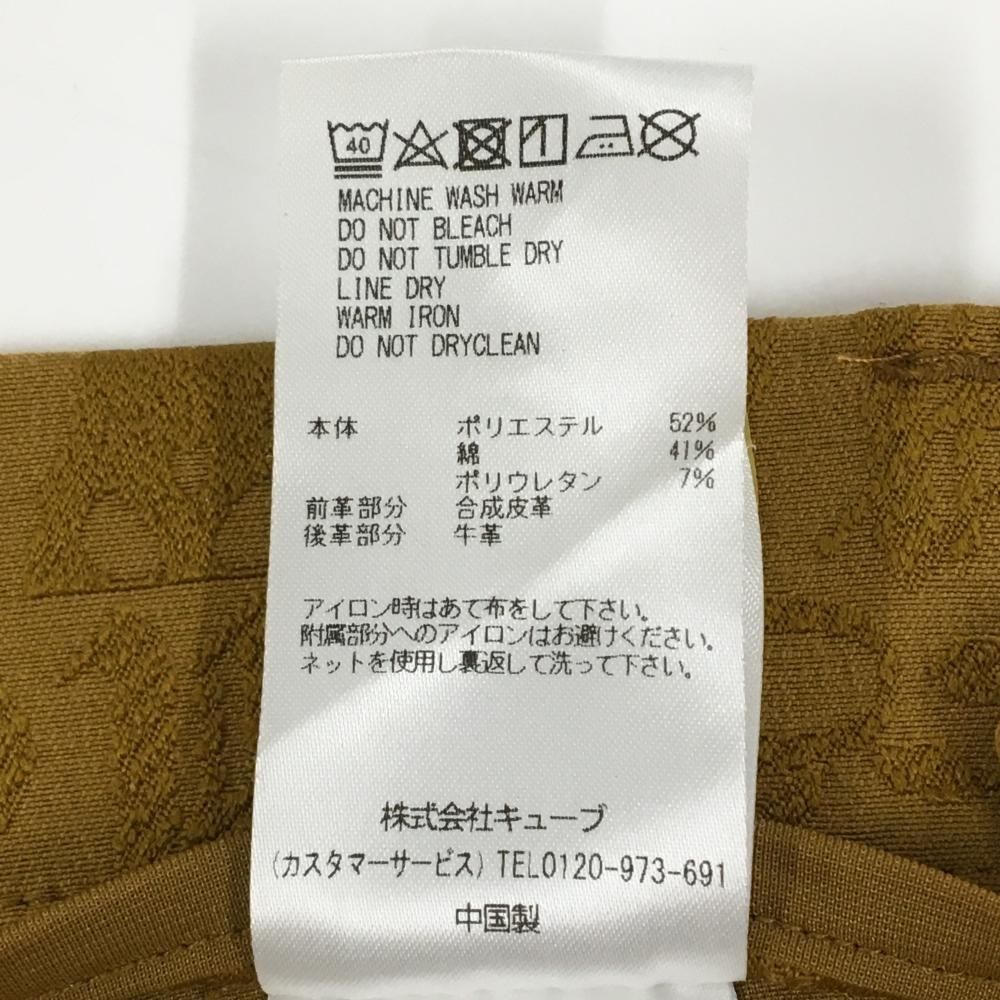 40
MACHINE WASH WARM
DO NOT BLEACH
DO NOT TUMBLE DRY
LINE DRY
WARM IRON
DO NOT DRYCLEAN
本体 ポリエステル 52%
綿 41%
ポリウレタン 7%
前革部分 合成皮革
後革部分 牛革
アイロン時はあて布をして下さい。
附属部分へのアイロンはお避けください。
ネットを使用し裏返して洗って下さい。
株式会社キューブ
(カスタマーサービス) TEL0120-973-691
中国製